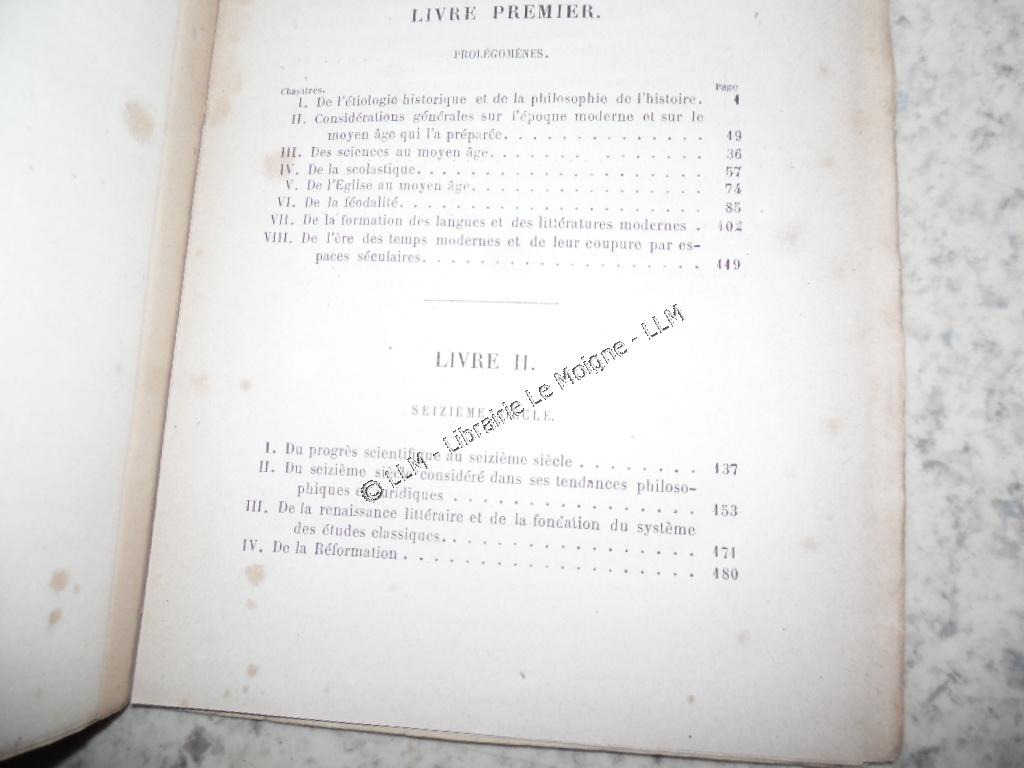 LIVRE PREMIER.
PROLÉGOMÈNES.
Chapitres. Page
I. De l'étiologie historique et de la philosophie de l'histoire. 1
II. Considérations générales sur l'époque moderne et sur le
moyen âge qui l'a préparée. . . . . . . . . . . . . . 19
III. Des sciences au moyen âge. . . . . . . . . . . . . . 36
IV. De la scolastique. . . . . . . . . . . . . . . . . . 57
V. De l'Eglise au moyen âge. . . . . . . . . . . . . . . 74
VI. De la féodalité. . . . . . . . . . . . . . . . . . . 85
VII. De la formation des langues et des littératures modernes . 102
VIII. De l'ère des temps modernes et de leur coupure par es-
paces séculaires. . . . . . . . . . . . . . . . . . . 119
LIVRE II.
SEIZIÈME SIÈCLE.
I. Du progrès scientifique au seizième siècle . . . . . . . . 137
II. Du seizième siècle considéré dans ses tendances philoso-
phiques et juridiques . . . . . . . . . . . . . . . . 153
III. De la renaissance littéraire et de la fondation du système
des études classiques. . . . . . . . . . . . . . . . . 171
IV. De la Réformation . . . . . . . . . . . . . . . . . . 180
© LLM - Librairie Le Moigne - LLM